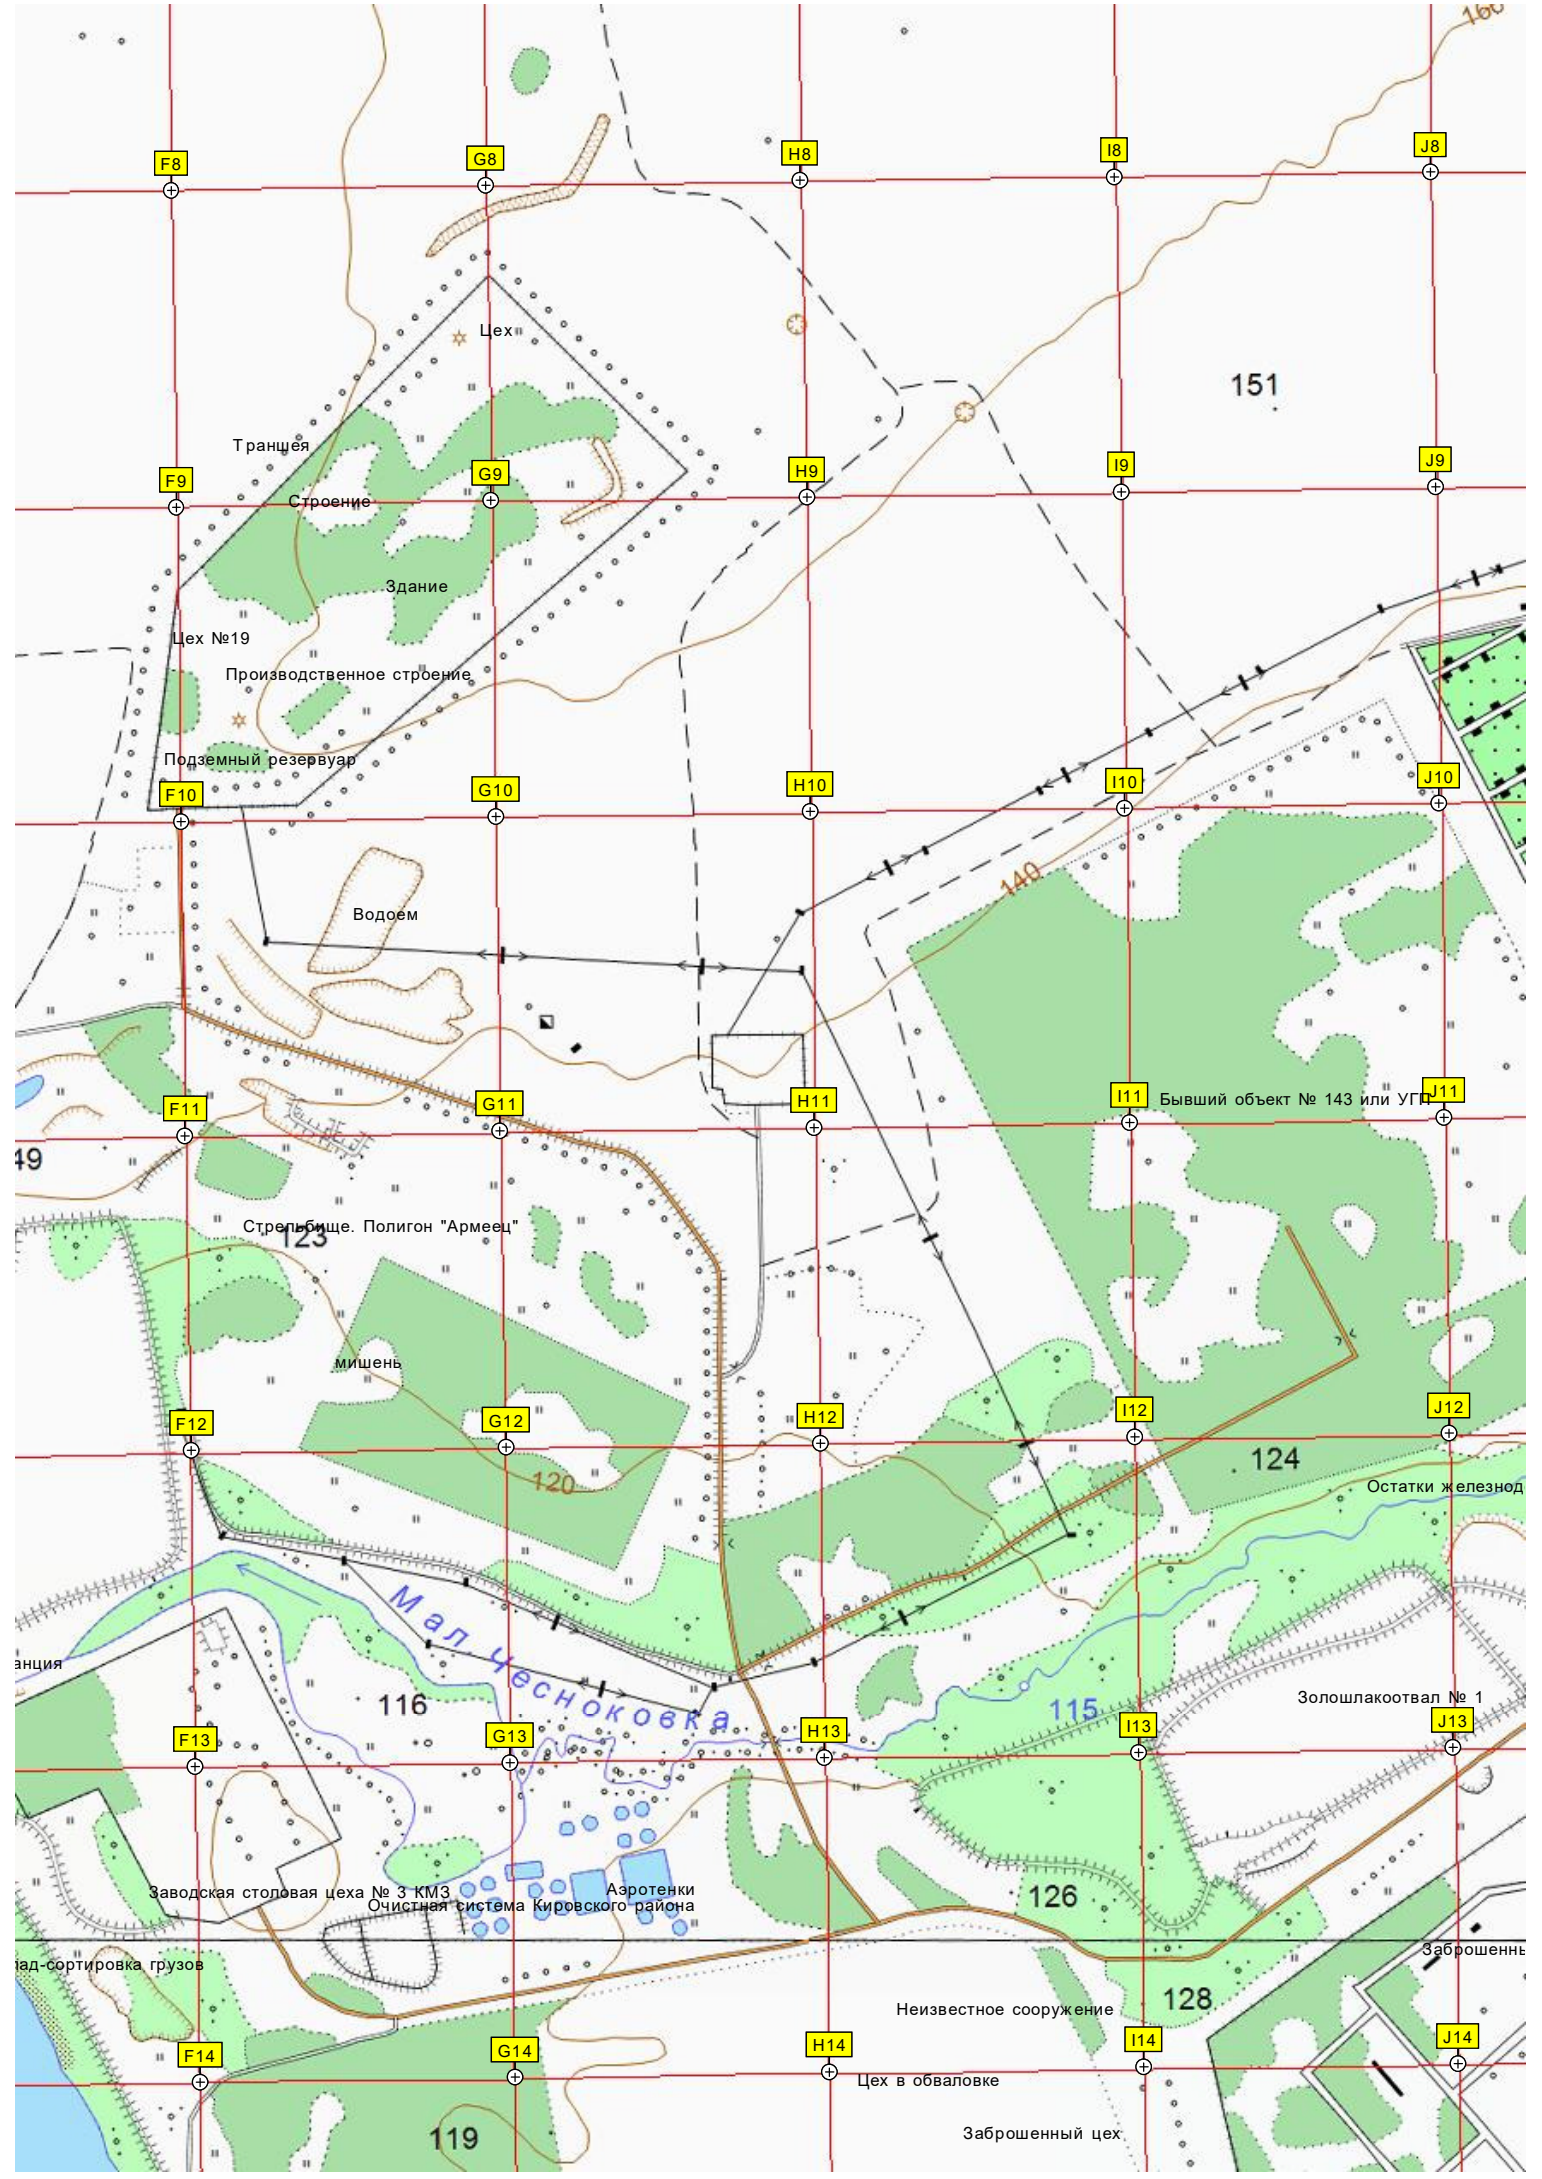 160
F8 G8 H8 I8 J8
Цех
151
Траншея
F9 G9 H9 I9 J9
Строение
Здание
Цех №19
Производственное строение
Подземный резервуар
F10 G10 H10 I10 J10
140
Водоем
F11 G11 H11 I11 J11
Бывший объект № 143 или УГП
49
Стрельбище. Полигон "Армеец"
123
мишень
F12 G12 H12 I12 J12
120
124
Остатки железнод
Мал. Чесноковка
анция
116
115
Золошлакоотвал № 1
F13 G13 H13 I13 J13
Заводская столовая цеха № 3 КМЗ
Аэротенки
Очистная система Кировского района
126
Заброшенн
лад-сортировка грузов
128
Неизвестное сооружение
F14 G14 H14 I14 J14
Цех в обваловке
119
Заброшенный цех